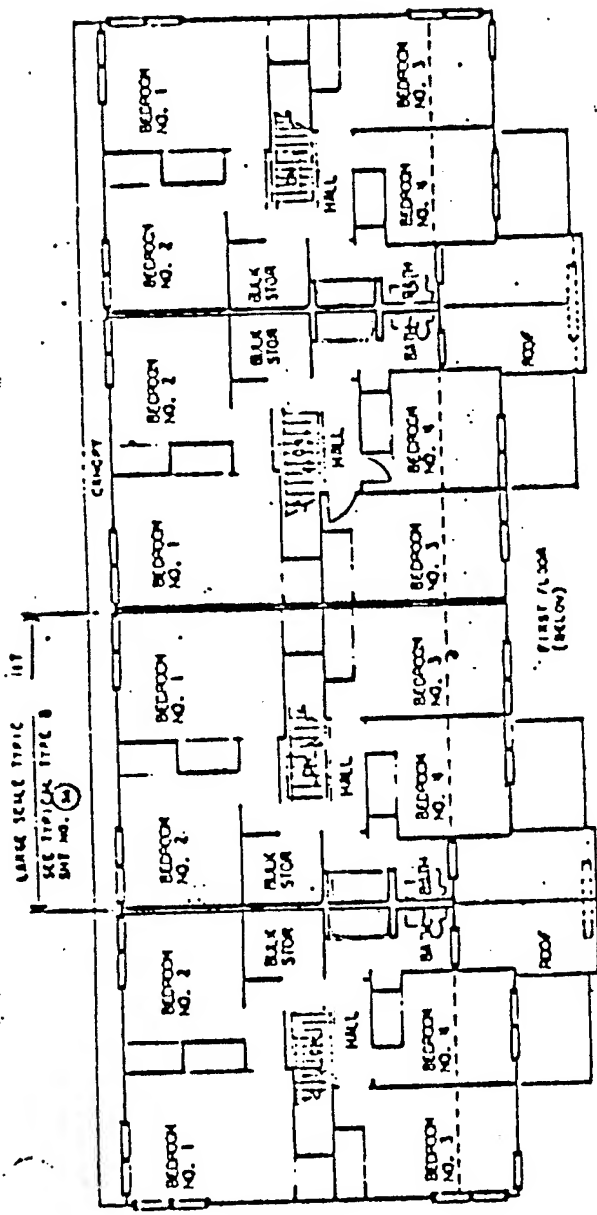 LARGE SCALE TYPIC
SEE TYPICAL TYPE B
SHT NO. 
CANOPY
BEDROOM
NO. 1
BEDROOM
NO. 2
BEDROOM
NO. 2
BEDROOM
NO. 1
BEDROOM
NO. 1
BEDROOM
NO. 2
BEDROOM
NO. 2
BEDROOM
NO. 1
BULK
STOR
BULK
STOR
BULK
STOR
BULK
STOR
DN
HALL
HALL
HALL
DN
HALL
BATH
BATH
BATH
BATH
BEDROOM
NO. 3
BEDROOM
NO. 4
BEDROOM
NO. 4
BEDROOM
NO. 3
BEDROOM
NO. 3
BEDROOM
NO. 4
BEDROOM
NO. 4
BEDROOM
NO. 3
ROOF
ROOF
FIRST FLOOR
(BELOW)